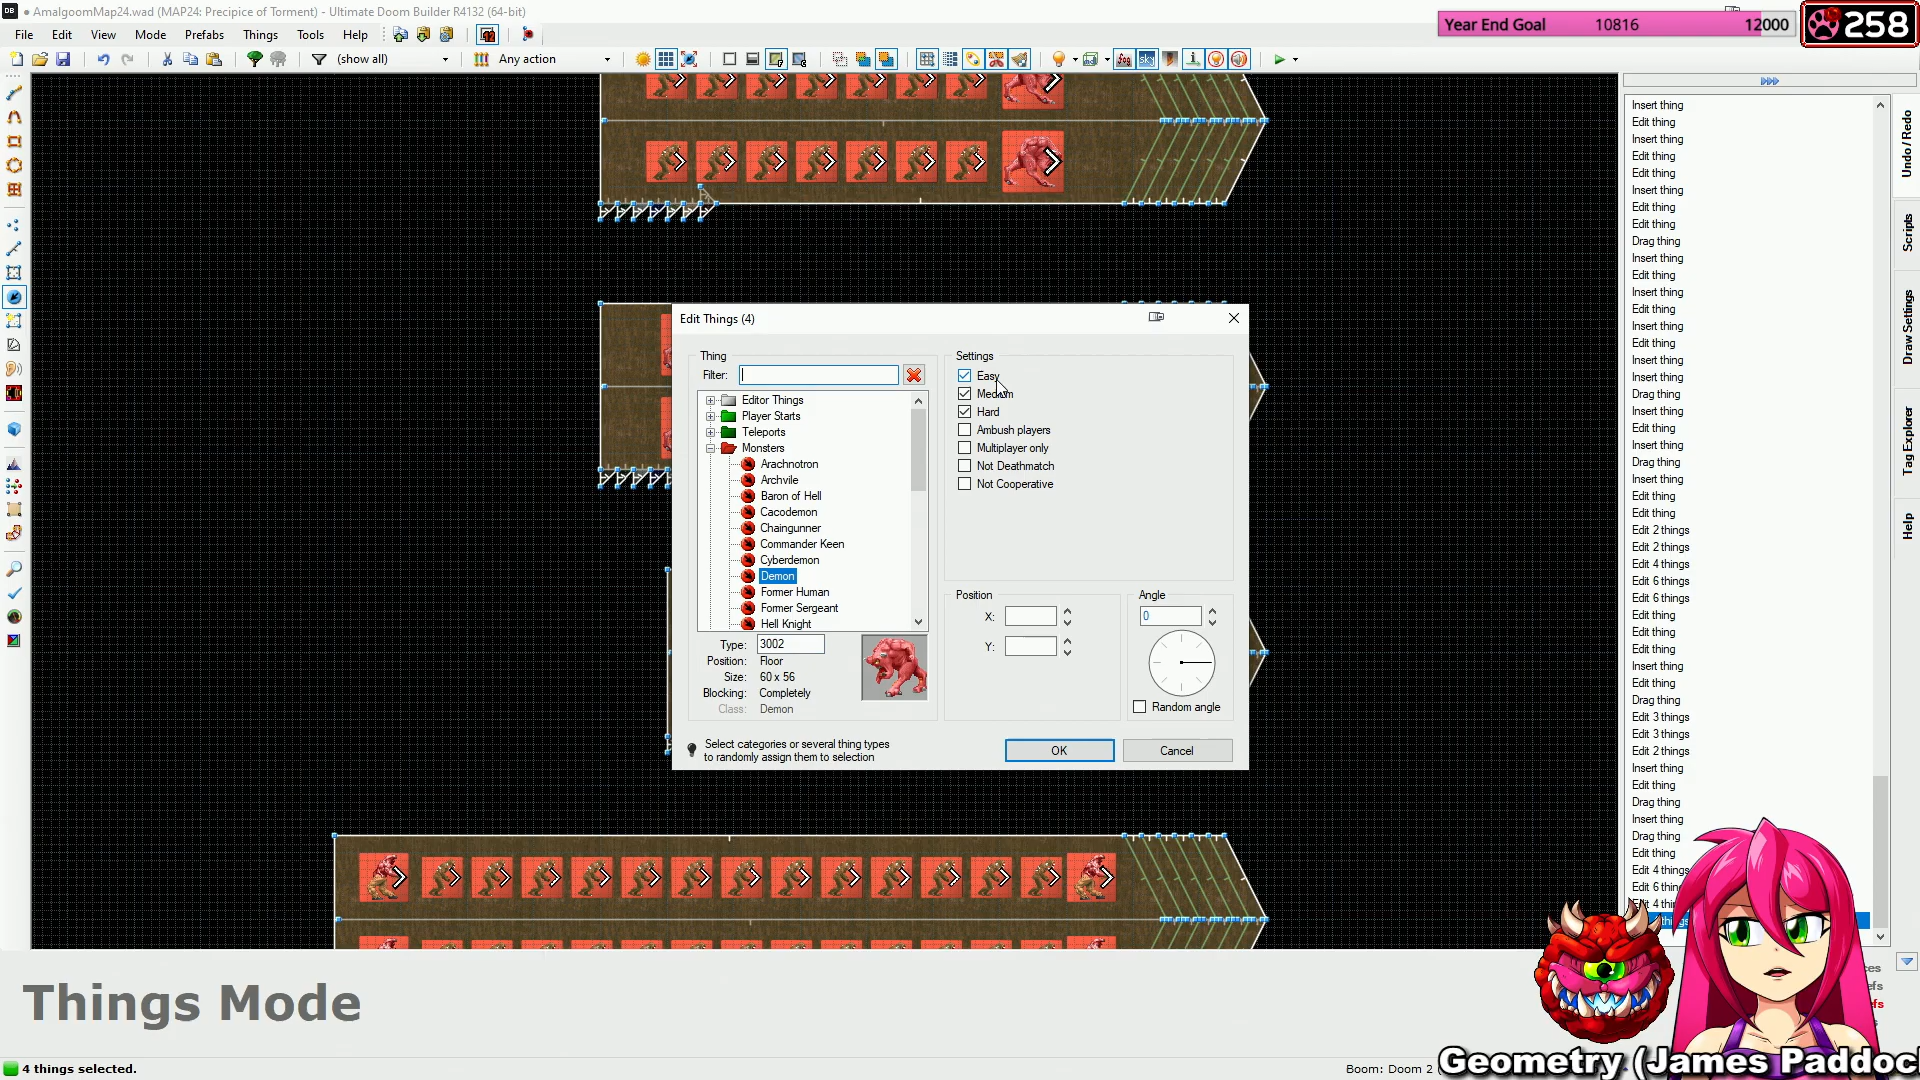 AmalgoomMap24.wad (MAP24: Precipice of Torment) - Ultimate Doom Builder R4132 (64-bit)
File Edit View Mode Prefabs Things Tools Help
(show all)
Any action
Year End Goal 10816 12000
258
Edit Things (4)
Thing
Filter:
Editor Things
Player Starts
Teleports
Monsters
Arachnotron
Archvile
Baron of Hell
Cacodemon
Chaingunner
Commander Keen
Cyberdemon
Demon
Former Human
Former Sergeant
Hell Knight
Type: 3002
Position: Floor
Size: 60 x 56
Blocking: Completely
Class: Demon
Select categories or several thing types
to randomly assign them to selection
Settings
Easy
Medium
Hard
Ambush players
Multiplayer only
Not Deathmatch
Not Cooperative
Position
X:
Y:
Angle
0
Random angle
OK
Cancel
Insert thing
Edit thing
Insert thing
Edit thing
Edit thing
Insert thing
Edit thing
Edit thing
Drag thing
Insert thing
Edit thing
Insert thing
Edit thing
Insert thing
Edit thing
Insert thing
Insert thing
Drag thing
Insert thing
Edit thing
Insert thing
Drag thing
Insert thing
Edit thing
Edit thing
Edit 2 things
Edit 2 things
Edit 4 things
Edit 6 things
Edit 6 things
Edit thing
Edit thing
Edit thing
Insert thing
Edit thing
Drag thing
Edit 3 things
Edit 3 things
Edit 2 things
Insert thing
Edit thing
Drag thing
Insert thing
Drag thing
Edit thing
Edit 4 things
Undo / Redo
Scripts
Draw Settings
Tag Explorer
Help
Things Mode
4 things selected.
Boom: Doom 2
Geometry (James Paddoc